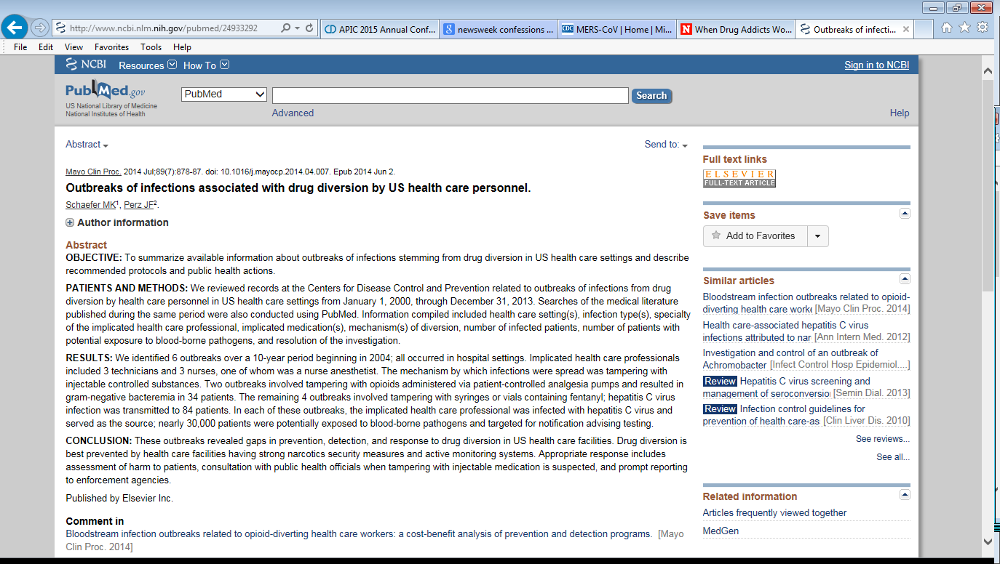 http://www.ncbi.nlm.nih.gov/pubmed/24933292
APIC 2015 Annual Conf...
newsweek confessions ...
CDC MERS-CoV | Home | Mi...
N When Drug Addicts Wo...
Outbreaks of infecti...
File Edit View Favorites Tools Help
NCBI Resources How To Sign in to NCBI
PubMed.gov
US National Library of Medicine
National Institutes of Health
PubMed
Search
Advanced
Help
Abstract
Send to:
Mayo Clin Proc. 2014 Jul;89(7):878-87. doi: 10.1016/j.mayocp.2014.04.007. Epub 2014 Jun 2.
Outbreaks of infections associated with drug diversion by US health care personnel.
Schaefer MK1, Perz JF2.
Author information
Abstract
OBJECTIVE: To summarize available information about outbreaks of infections stemming from drug diversion in US health care settings and describe
recommended protocols and public health actions.
PATIENTS AND METHODS: We reviewed records at the Centers for Disease Control and Prevention related to outbreaks of infections from drug
diversion by health care personnel in US health care settings from January 1, 2000, through December 31, 2013. Searches of the medical literature
published during the same period were also conducted using PubMed. Information compiled included health care setting(s), infection type(s), specialty
of the implicated health care professional, implicated medication(s), mechanism(s) of diversion, number of infected patients, number of patients with
potential exposure to blood-borne pathogens, and resolution of the investigation.
RESULTS: We identified 6 outbreaks over a 10-year period beginning in 2004; all occurred in hospital settings. Implicated health care professionals
included 3 technicians and 3 nurses, one of whom was a nurse anesthetist. The mechanism by which infections were spread was tampering with
injectable controlled substances. Two outbreaks involved tampering with opioids administered via patient-controlled analgesia pumps and resulted in
gram-negative bacteremia in 34 patients. The remaining 4 outbreaks involved tampering with syringes or vials containing fentanyl; hepatitis C virus
infection was transmitted to 84 patients. In each of these outbreaks, the implicated health care professional was infected with hepatitis C virus and
served as the source; nearly 30,000 patients were potentially exposed to blood-borne pathogens and targeted for notification advising testing.
CONCLUSION: These outbreaks revealed gaps in prevention, detection, and response to drug diversion in US health care facilities. Drug diversion is
best prevented by health care facilities having strong narcotics security measures and active monitoring systems. Appropriate response includes
assessment of harm to patients, consultation with public health officials when tampering with injectable medication is suspected, and prompt reporting
to enforcement agencies.
Published by Elsevier Inc.
Comment in
Bloodstream infection outbreaks related to opioid-diverting health care workers: a cost-benefit analysis of prevention and detection programs. [Mayo
Clin Proc. 2014]
Full text links
ELSEVIER
FULL-TEXT ARTICLE
Save items
Add to Favorites
Similar articles
Bloodstream infection outbreaks related to opioid-
diverting health care worke [Mayo Clin Proc. 2014]
Health care-associated hepatitis C virus
infections attributed to nar [Ann Intern Med. 2012]
Investigation and control of an outbreak of
Achromobacter [Infect Control Hosp Epidemiol....]
Review Hepatitis C virus screening and
management of seroconversio [Semin Dial. 2013]
Review Infection control guidelines for
prevention of health care-as [Clin Liver Dis. 2010]
See reviews...
See all...
Related information
Articles frequently viewed together
MedGen